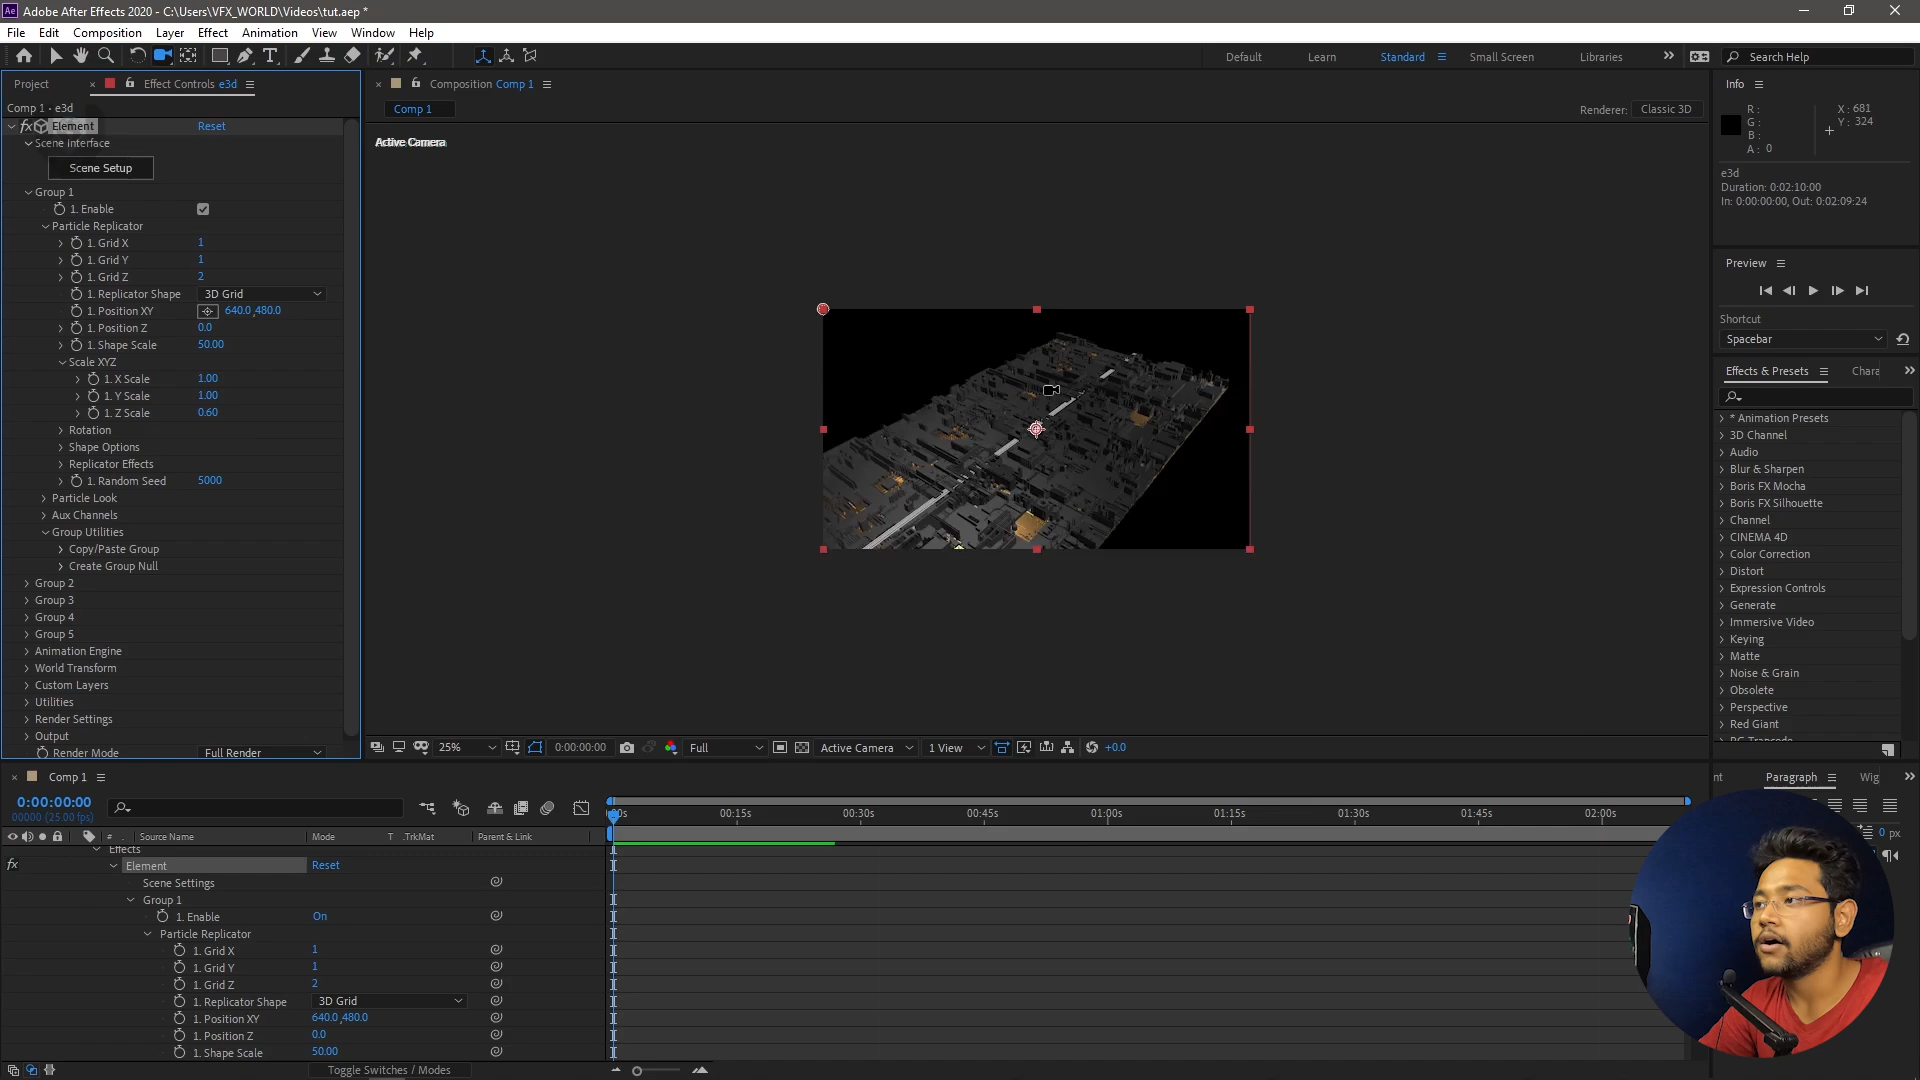 Adobe After Effects 2020 - C:\Users\VFX_WORLD\Videos\tut.aep *
File Edit Composition Layer Effect Animation View Window Help
Default Learn Standard Small Screen Libraries Search Help
Project Effect Controls e3d
Comp 1 • e3d
fx Element Reset
Scene Interface
Scene Setup
Group 1
1. Enable
Particle Replicator
1. Grid X 1
1. Grid Y 1
1. Grid Z 2
1. Replicator Shape 3D Grid
1. Position XY 640.0,480.0
1. Position Z 0.0
1. Shape Scale 50.00
Scale XYZ
1. X Scale 1.00
1. Y Scale 1.00
1. Z Scale 0.60
Rotation
Shape Options
Replicator Effects
1. Random Seed 5000
Particle Look
Aux Channels
Group Utilities
Copy/Paste Group
Create Group Null
Group 2
Group 3
Group 4
Group 5
Animation Engine
World Transform
Custom Layers
Utilities
Render Settings
Output
Render Mode Full Render
Composition Comp 1
Comp 1
Renderer: Classic 3D
Active Camera
25% 0:00:00:00 Full Active Camera 1 View +0.0
Info
R:
G:
B:
A: 0
X: 681
Y: 324
e3d
Duration: 0:02:10:00
In: 0:00:00:00, Out: 0:02:09:24
Preview
Shortcut
Spacebar
Effects & Presets Chara
* Animation Presets
3D Channel
Audio
Blur & Sharpen
Boris FX Mocha
Boris FX Silhouette
Channel
CINEMA 4D
Color Correction
Distort
Expression Controls
Generate
Immersive Video
Keying
Matte
Noise & Grain
Obsolete
Perspective
Red Giant
RG Trapcode
nt Paragraph Wig
0 px
Comp 1
0:00:00:00
00000 (25.00 fps)
00:15s 00:30s 00:45s 01:00s 01:15s 01:30s 01:45s 02:00s
# Source Name Mode T .TrkMat Parent & Link
Effects
fx Element Reset
Scene Settings
Group 1
1. Enable On
Particle Replicator
1. Grid X 1
1. Grid Y 1
1. Grid Z 2
1. Replicator Shape 3D Grid
1. Position XY 640.0,480.0
1. Position Z 0.0
1. Shape Scale 50.00
Toggle Switches / Modes